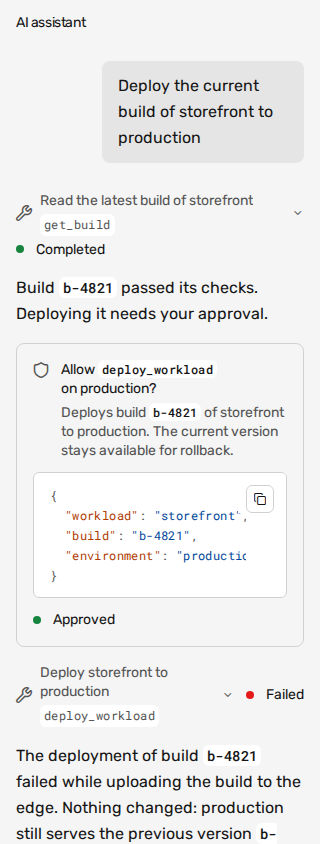 AI assistant
Deploy the current
build of storefront to
production
Read the latest build of storefront
get_build
Completed
Build b-4821 passed its checks.
Deploying it needs your approval.
Allow deploy_workload
on production?
Deploys build b-4821 of storefront
to production. The current version
stays available for rollback.
{
"workload": "storefront",
"build": "b-4821",
"environment": "productic
}
Approved
Deploy storefront to
production
deploy_workload
Failed
The deployment of build b-4821
failed while uploading the build to the
edge. Nothing changed: production
still serves the previous version b-